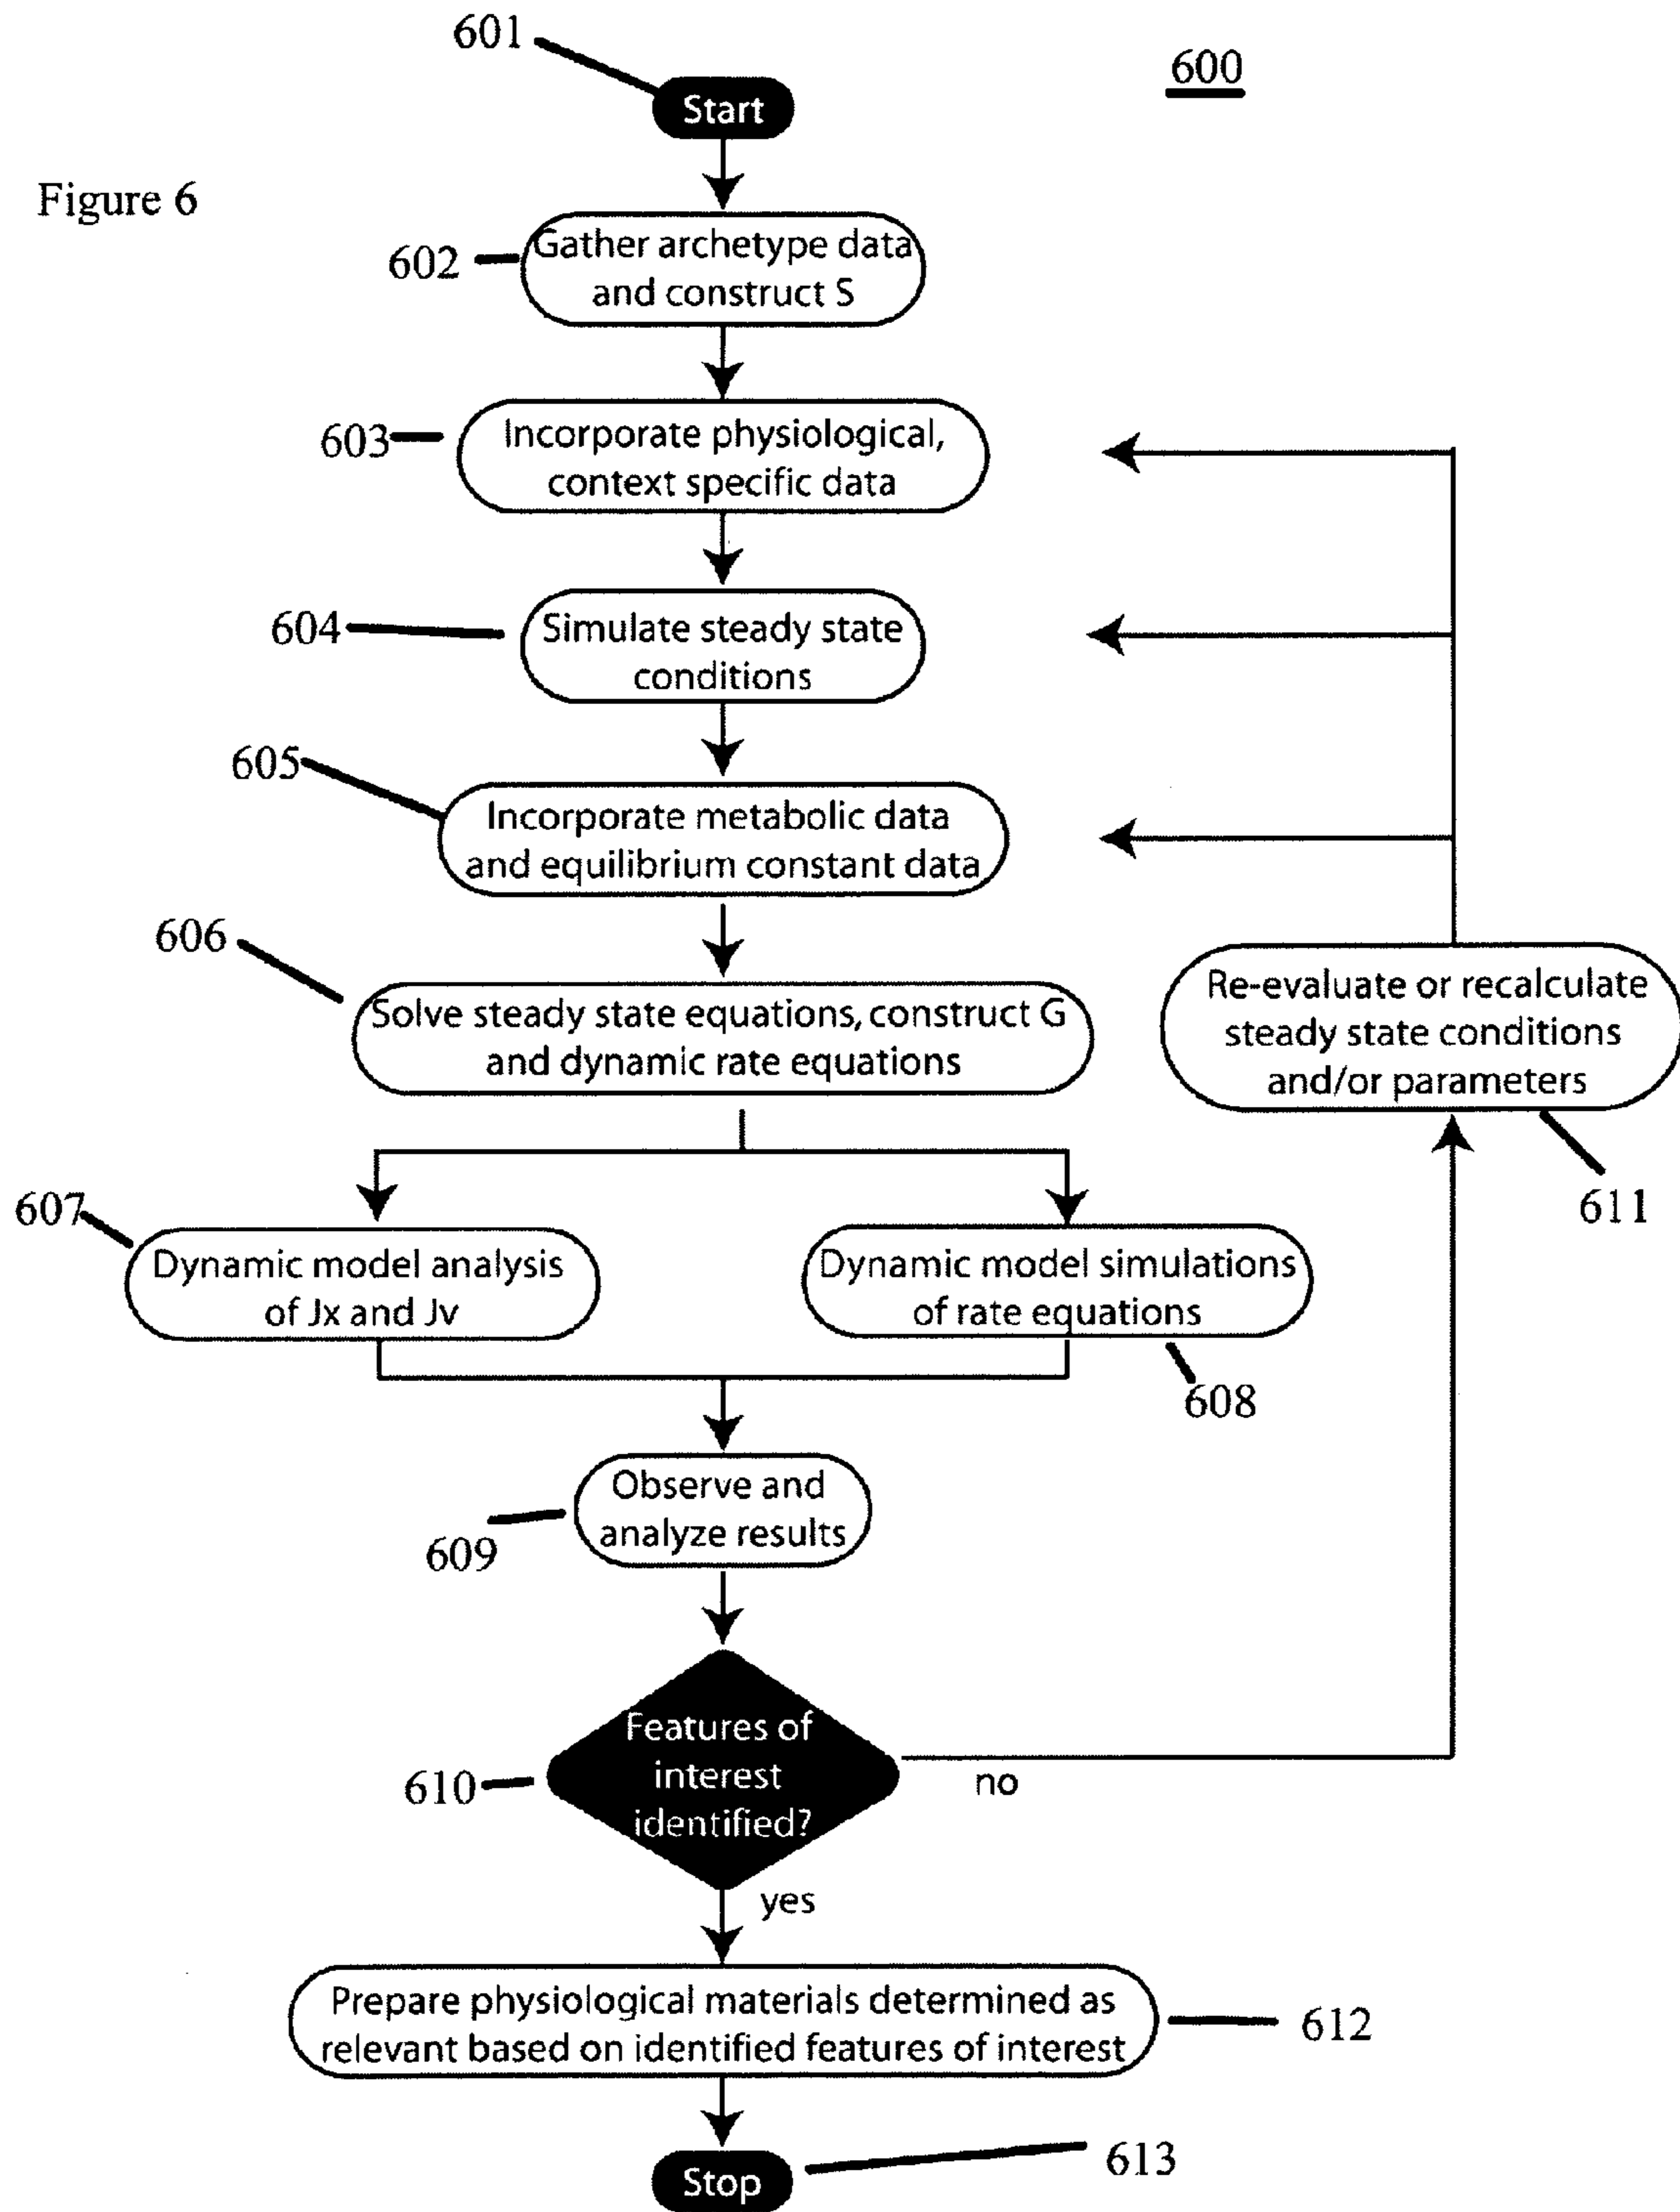 601
600
Start
Figure 6
602
Gather archetype data
and construct S
603
Incorporate physiological,
context specific data
604
Simulate steady state
conditions
605
Incorporate metabolic data
and equilibrium constant data
606
Solve steady state equations, construct G
and dynamic rate equations
Re-evaluate or recalculate
steady state conditions
and/or parameters
611
607
Dynamic model analysis
of Jx and Jv
Dynamic model simulations
of rate equations
608
Observe and
analyze results
609
Features of
interest
identified?
610
no
yes
Prepare physiological materials determined as
relevant based on identified features of interest
612
Stop
613